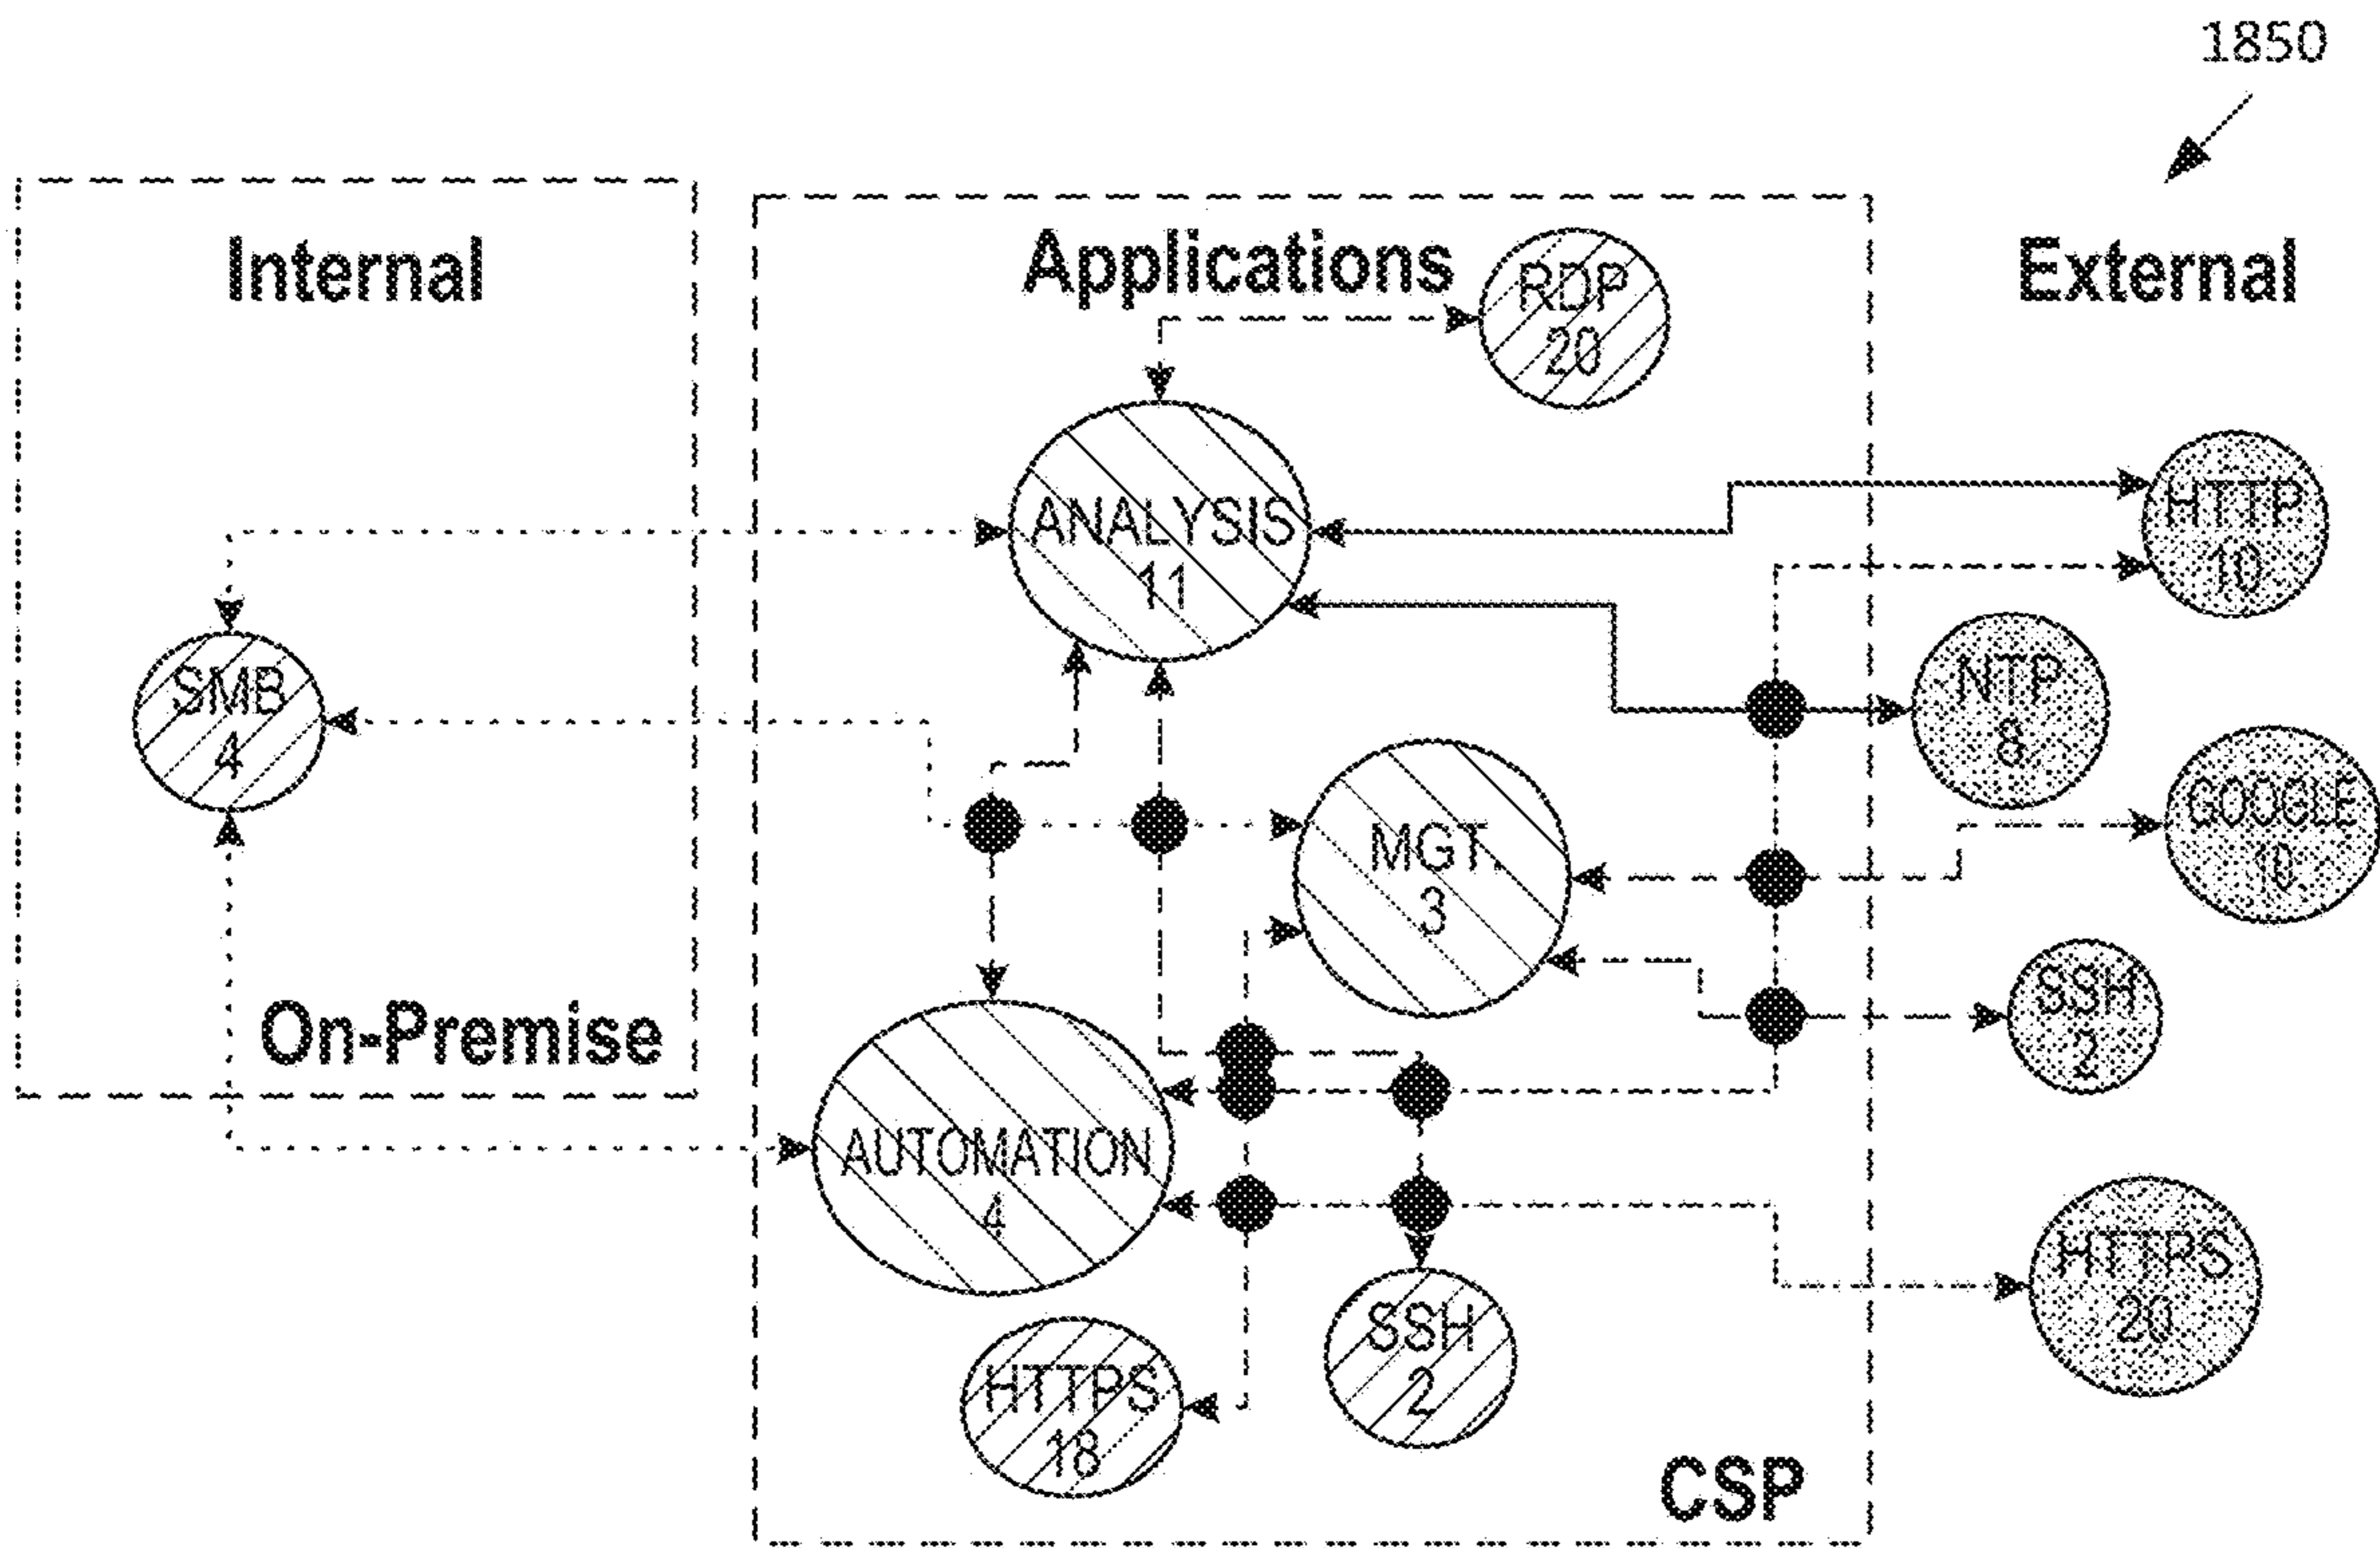 1850
Internal
Applications
External
RDP
20
HTTP
10
ANALYSIS
11
SMB
4
NTP
8
GOOGLE
10
MGT.
3
SSH
2
On-Premise
AUTOMATION
4
HTTPS
20
SSH
2
HTTPS
18
CSP